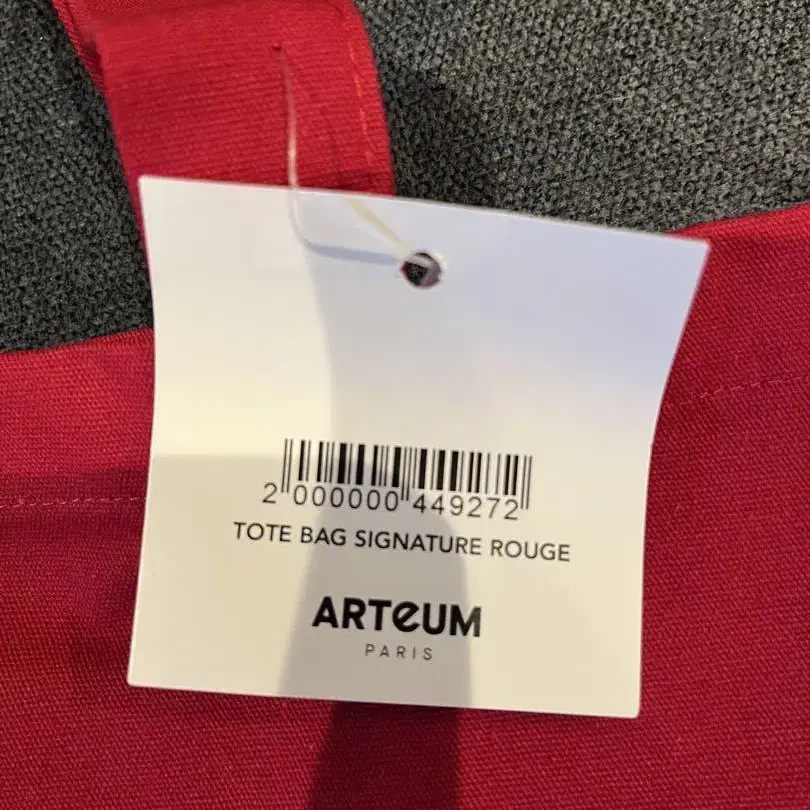 2 000000 449272
TOTE BAG SIGNATURE ROUGE
ARTEUM
PARIS